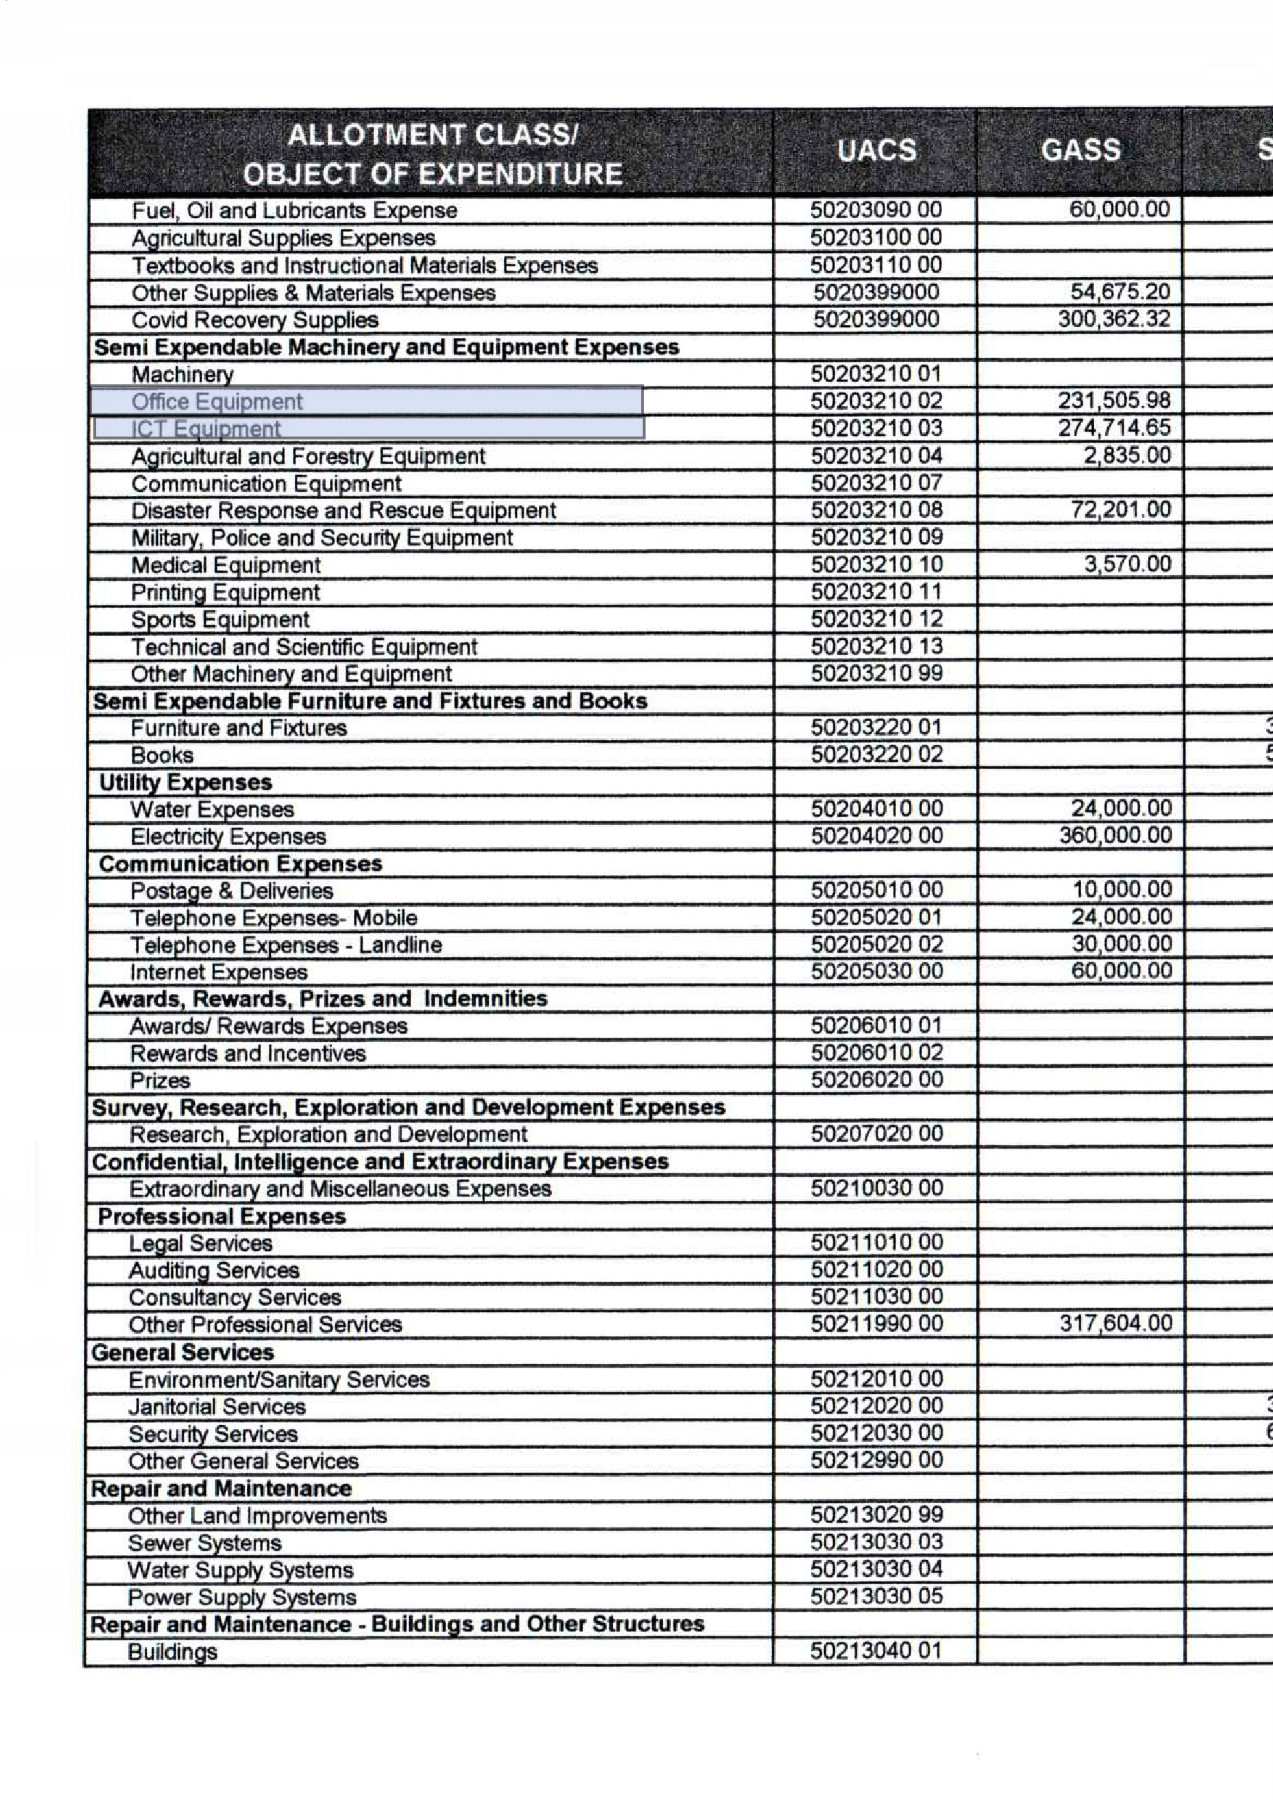 ALLOTMENT CLASS/
OBJECT OF EXPENDITURE UACS GASS S
Fuel, Oil and Lubricants Expense 50203090 00 60,000.00
Agricultural Supplies Expenses 50203100 00
Textbooks and Instructional Materials Expenses 50203110 00
Other Supplies & Materials Expenses 5020399000 54,675.20
Covid Recovery Supplies 5020399000 300,362.32
Semi Expendable Machinery and Equipment Expenses
Machinery 50203210 01
Office Equipment 50203210 02 231,505.98
ICT Equipment 50203210 03 274,714.65
Agricultural and Forestry Equipment 50203210 04 2,835.00
Communication Equipment 50203210 07
Disaster Response and Rescue Equipment 50203210 08 72,201.00
Military, Police and Security Equipment 50203210 09
Medical Equipment 50203210 10 3,570.00
Printing Equipment 50203210 11
Sports Equipment 50203210 12
Technical and Scientific Equipment 50203210 13
Other Machinery and Equipment 50203210 99
Semi Expendable Furniture and Fixtures and Books
Furniture and Fixtures 50203220 01 3
Books 50203220 02 5
Utility Expenses
Water Expenses 50204010 00 24,000.00
Electricity Expenses 50204020 00 360,000.00
Communication Expenses
Postage & Deliveries 50205010 00 10,000.00
Telephone Expenses- Mobile 50205020 01 24,000.00
Telephone Expenses - Landline 50205020 02 30,000.00
Internet Expenses 50205030 00 60,000.00
Awards, Rewards, Prizes and Indemnities
Awards/ Rewards Expenses 50206010 01
Rewards and Incentives 50206010 02
Prizes 50206020 00
Survey, Research, Exploration and Development Expenses
Research, Exploration and Development 50207020 00
Confidential, Intelligence and Extraordinary Expenses
Extraordinary and Miscellaneous Expenses 50210030 00
Professional Expenses
Legal Services 50211010 00
Auditing Services 50211020 00
Consultancy Services 50211030 00
Other Professional Services 50211990 00 317,604.00
General Services
Environment/Sanitary Services 50212010 00
Janitorial Services 50212020 00 3
Security Services 50212030 00 6
Other General Services 50212990 00
Repair and Maintenance
Other Land Improvements 50213020 99
Sewer Systems 50213030 03
Water Supply Systems 50213030 04
Power Supply Systems 50213030 05
Repair and Maintenance - Buildings and Other Structures
Buildings 50213040 01